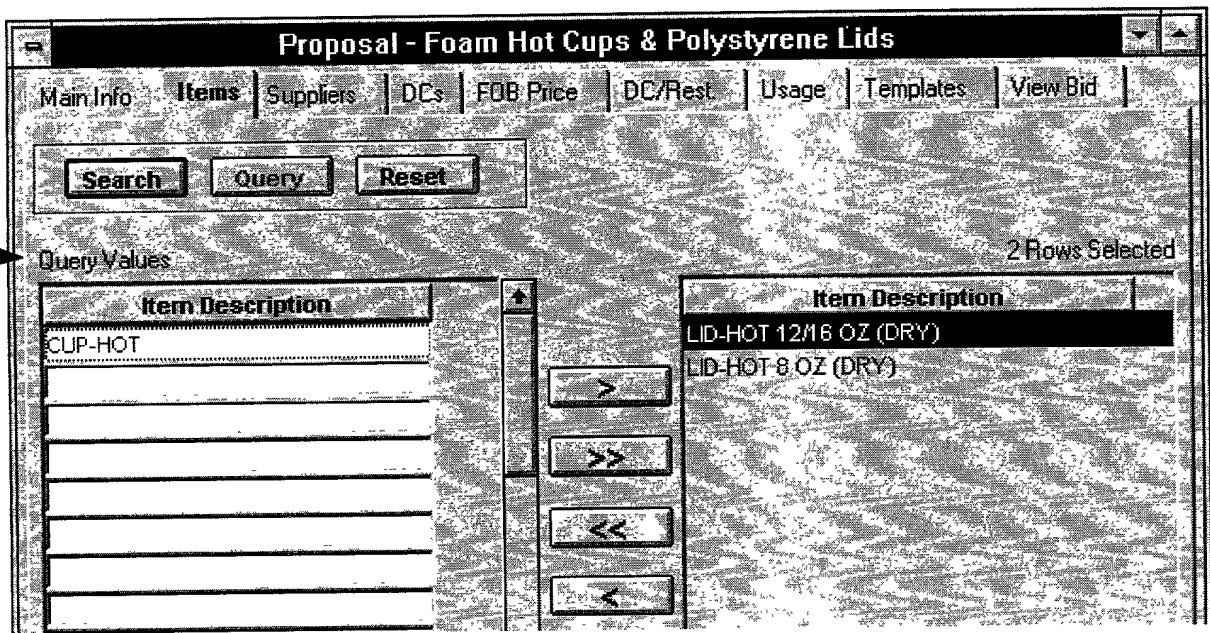 Proposal - Foam Hot Cups & Polystyrene Lids
Main Info Items Suppliers DCs FOB Price DC/Rest. Usage Templates View Bid
Search Query Reset
Query Values
2 Rows Selected
Item Description
CUP-HOT
>
>>
<<
<
Item Description
LID-HOT 12/16 OZ (DRY)
LID-HOT 8 OZ (DRY)